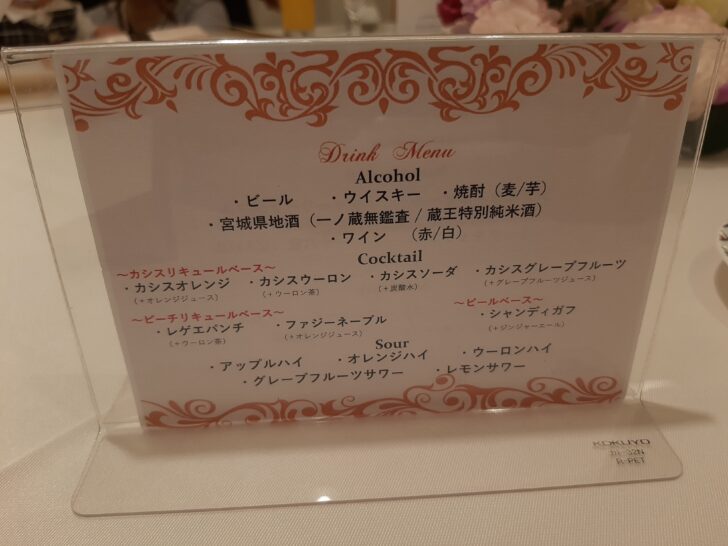 Drink Menu
Alcohol
・ビール ・ウイスキー ・焼酎（麦/芋）
・宮城県地酒（一ノ蔵無鑑査 / 蔵王特別純米酒）
・ワイン （赤/白）
Cocktail
～カシスリキュールベース～
・カシスオレンジ ・カシスウーロン ・カシスソーダ ・カシスグレープフルーツ
（＋オレンジジュース） （＋ウーロン茶） （＋炭酸水） （＋グレープフルーツジュース）
～ピーチリキュールベース～ ～ビールベース～
・レゲエパンチ ・ファジーネーブル ・シャンディガフ
（＋ウーロン茶） （＋オレンジジュース） （＋ジンジャーエール）
Sour
・アップルハイ ・オレンジハイ ・ウーロンハイ
・グレープフルーツサワー ・レモンサワー
KOKUYO
R-PET